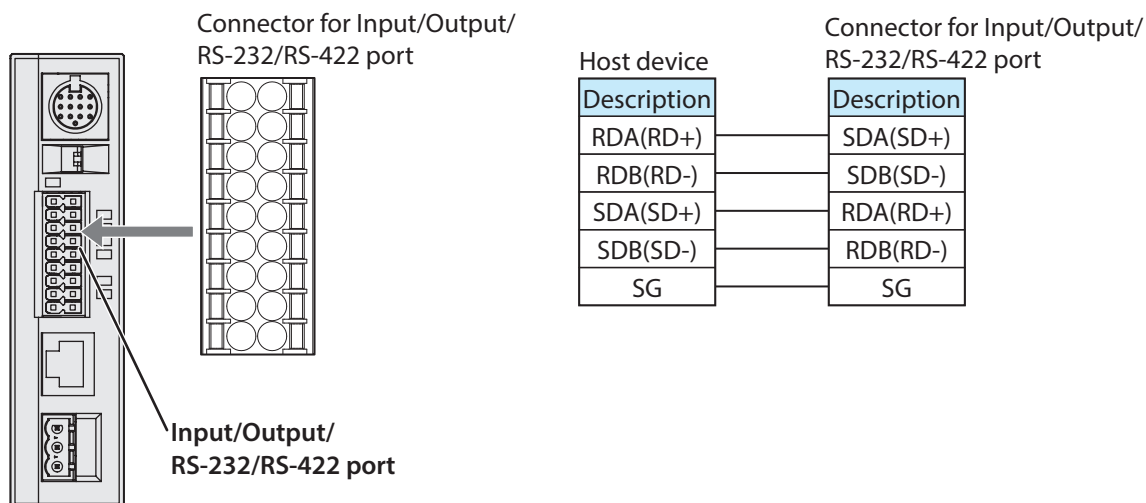 Connector for Input/Output/
RS-232/RS-422 port
Input/Output/
RS-232/RS-422 port
Host device
Connector for Input/Output/
RS-232/RS-422 port
Description Description
RDA(RD+) SDA(SD+)
RDB(RD-) SDB(SD-)
SDA(SD+) RDA(RD+)
SDB(SD-) RDB(RD-)
SG SG